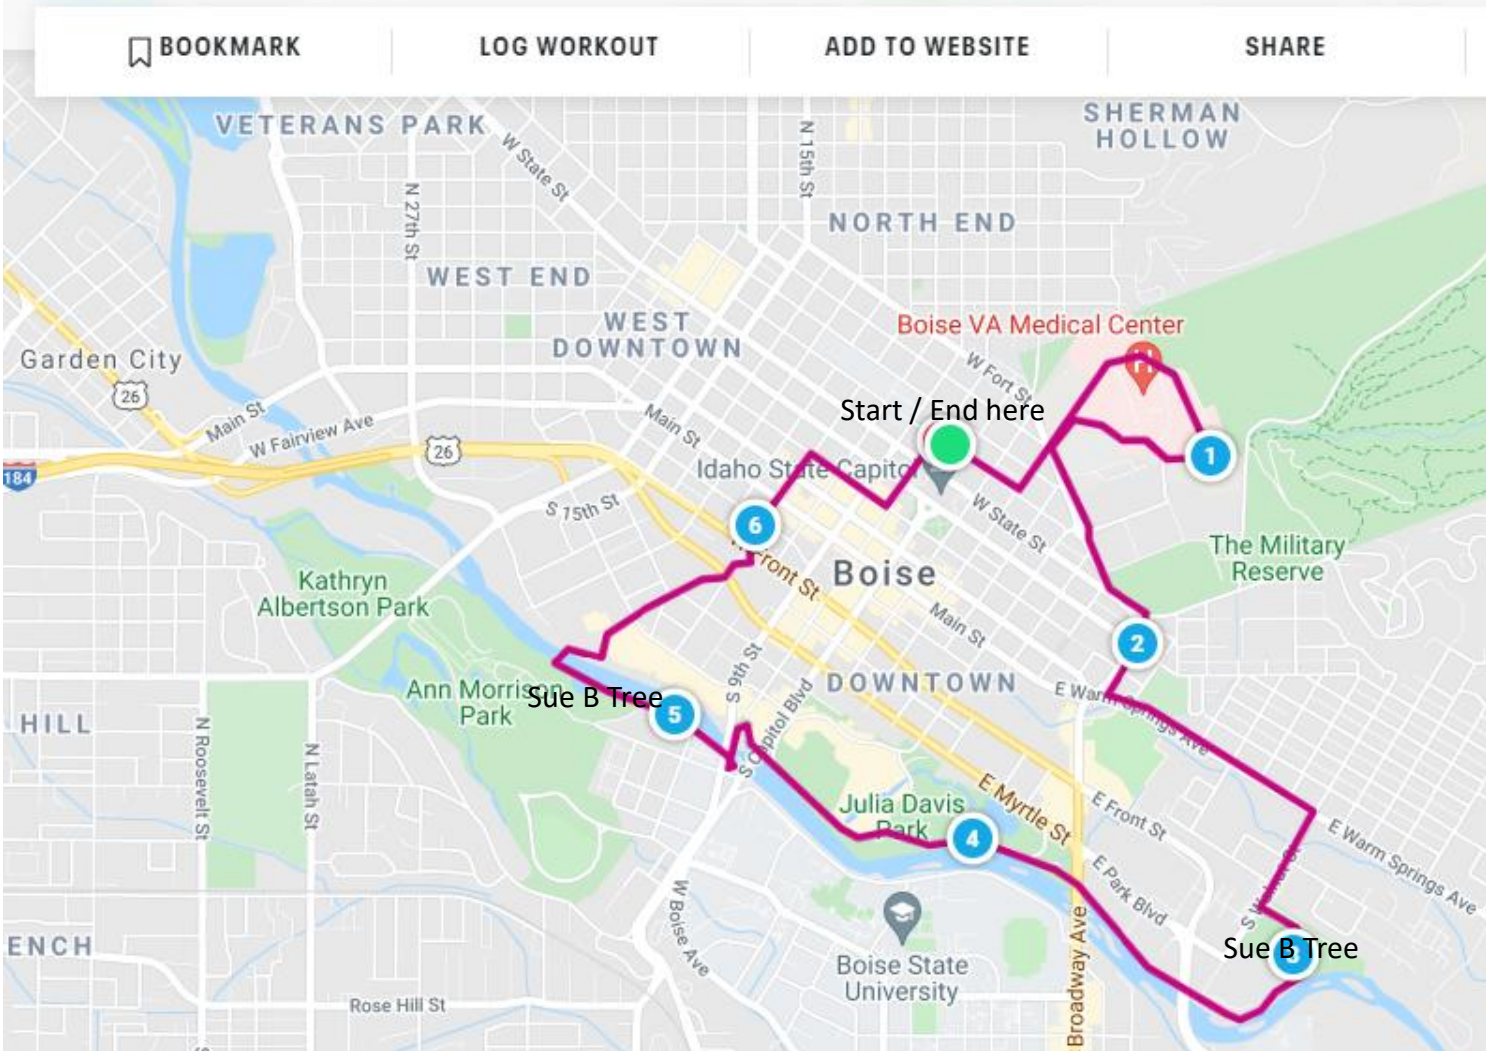 BOOKMARK
LOG WORKOUT
ADD TO WEBSITE
SHARE
VETERANS PARK
SHERMAN
HOLLOW
W State St
N 15th St
N 27th St
NORTH END
WEST END
WEST
DOWNTOWN
Boise VA Medical Center
H
Garden City
26
W Fort St
Main St
W Fairview Ave
Main St
Start / End here
26
184
Idaho State Capito
1
S 15th St
W State St
6
The Military
Reserve
Front St
Boise
Kathryn
Albertson Park
Main St
2
S 9th St
DOWNTOWN
E Warm Springs Ave
Ann Morrison
Park
Sue B Tree
5
S Capitol Blvd
HILL
N Roosevelt St
N Latah St
E Myrtle St
E Front St
Julia Davis
Park
4
E Warm Springs Ave
E Park Blvd
S Walnut St
W Boise Ave
Broadway Ave
ENCH
Sue B Tree
3
Boise State
University
Rose Hill St